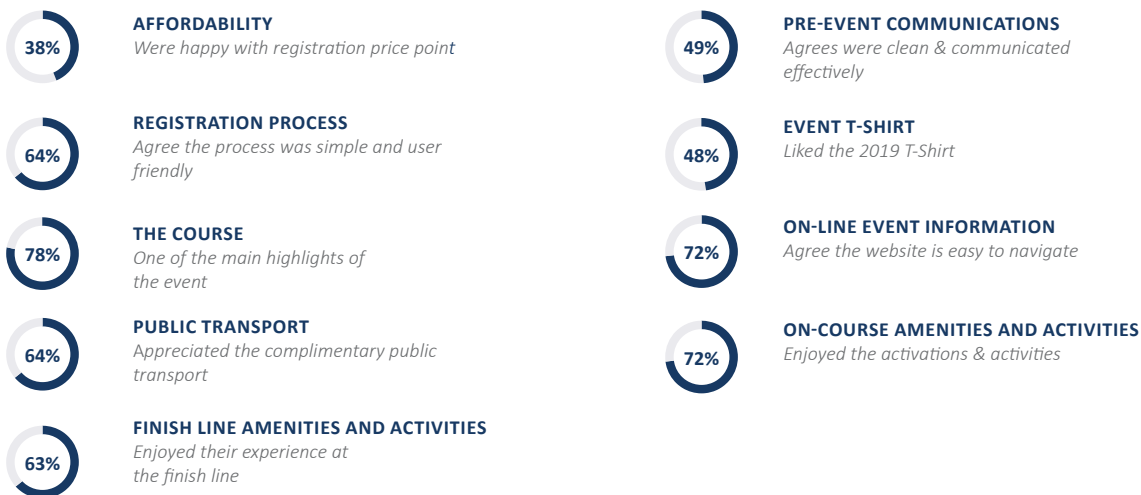 38%
AFFORDABILITY
Were happy with registration price point
64%
REGISTRATION PROCESS
Agree the process was simple and user
friendly
78%
THE COURSE
One of the main highlights of
the event
64%
PUBLIC TRANSPORT
Appreciated the complimentary public
transport
63%
FINISH LINE AMENITIES AND ACTIVITIES
Enjoyed their experience at
the finish line
49%
PRE-EVENT COMMUNICATIONS
Agrees were clean & communicated
effectively
48%
EVENT T-SHIRT
Liked the 2019 T-Shirt
72%
ON-LINE EVENT INFORMATION
Agree the website is easy to navigate
72%
ON-COURSE AMENITIES AND ACTIVITIES
Enjoyed the activations & activities